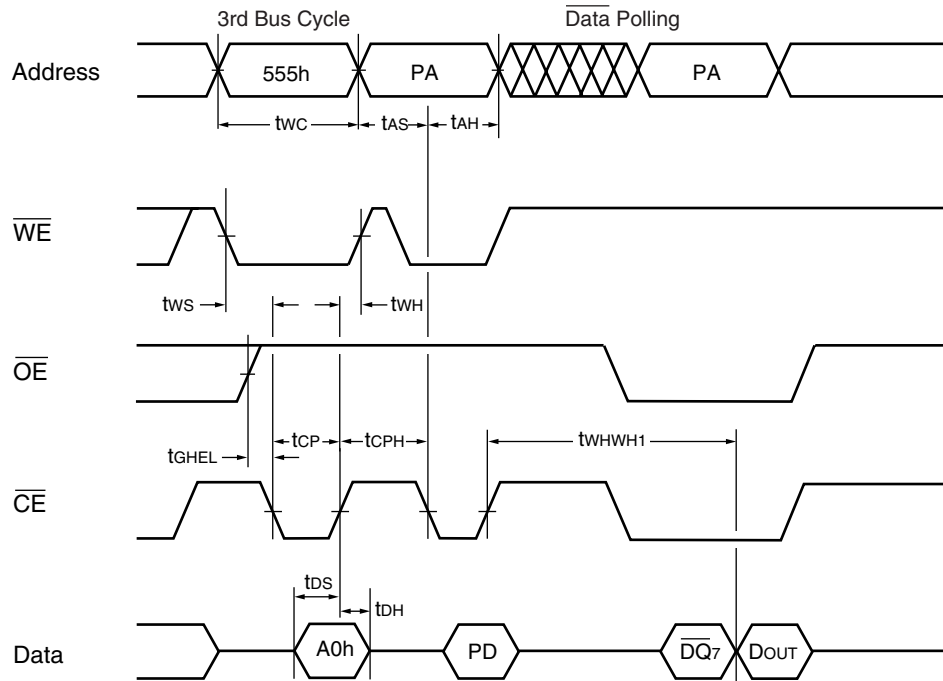 3rd Bus Cycle Data Polling
Address 555h PA PA
tWC tAS tAH
WE
tWS tWH
OE
tCP tCPH tWHWH1
tGHEL
CE
tDS
tDH
Data A0h PD DQ7 DOUT